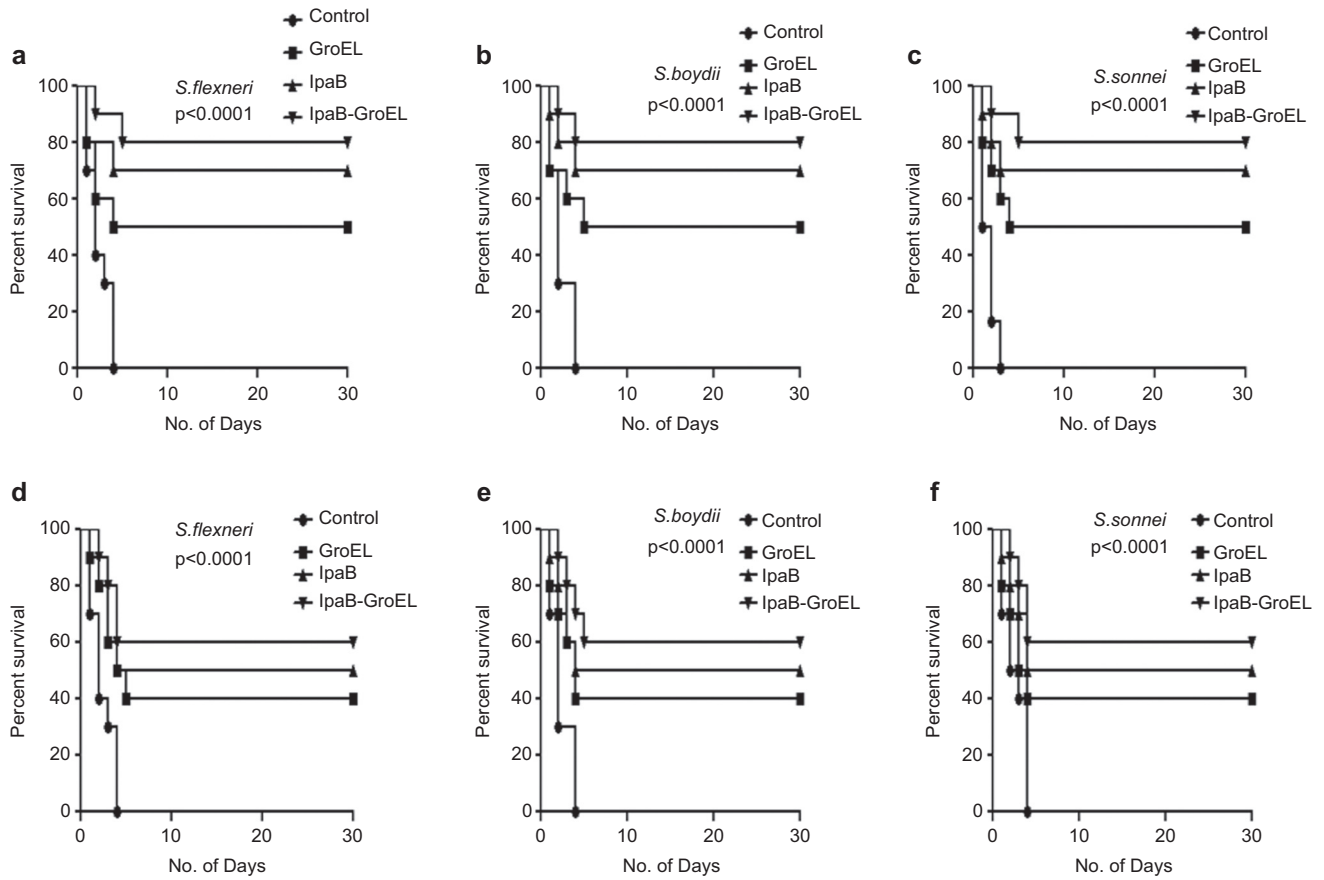 a
S.flexneri
p<0.0001
Control
GroEL
IpaB
IpaB-GroEL
Percent survival
100
80
60
40
20
0
0 10 20 30
No. of Days
b
S.boydii
p<0.0001
Control
GroEL
IpaB
IpaB-GroEL
Percent survival
100
80
60
40
20
0
0 10 20 30
No. of Days
c
S.sonnei
p<0.0001
Control
GroEL
IpaB
IpaB-GroEL
Percent survival
100
80
60
40
20
0
0 10 20 30
No. of Days
d
S.flexneri
p<0.0001
Control
GroEL
IpaB
IpaB-GroEL
Percent survival
100
80
60
40
20
0
0 10 20 30
No. of Days
e
S.boydii
p<0.0001
Control
GroEL
IpaB
IpaB-GroEL
Percent survival
100
80
60
40
20
0
0 10 20 30
No. of Days
f
S.sonnei
p<0.0001
Control
GroEL
IpaB
IpaB-GroEL
Percent survival
100
80
60
40
20
0
0 10 20 30
No. of Days